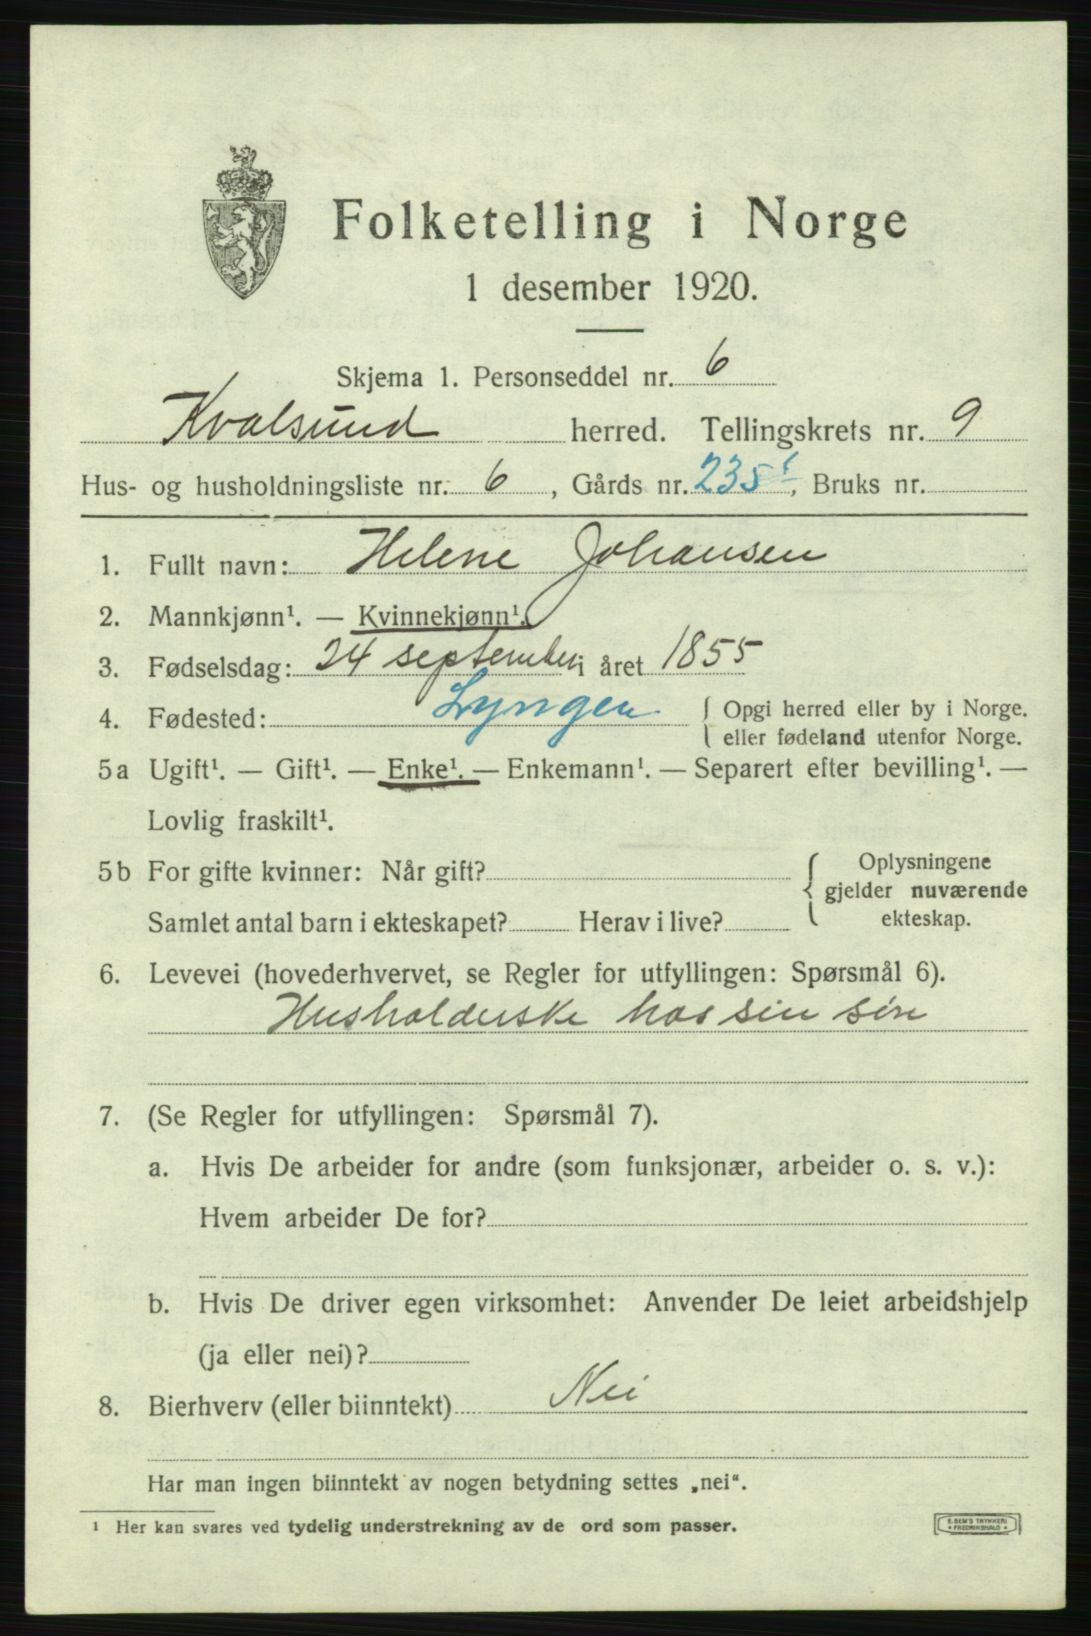 Folketelling i Norge
1 desember 1920.
Skjema 1. Personseddel nr. 6
Kvalsund herred. Tellingskrets nr. 9
Hus- og husholdningsliste nr. 6, Gårds nr. 235, Bruks nr.
1. Fullt navn: Helene Johansen
2. Mannkjønn¹. — Kvinnekjønn¹.
3. Fødselsdag: 24 september i året 1855
4. Fødested: Lyngen { Opgi herred eller by i Norge.
eller fødeland utenfor Norge.
5a Ugift¹. — Gift¹. — Enke¹. — Enkemann¹. — Separert efter bevilling¹. —
Lovlig fraskilt¹.
5b For gifte kvinner: Når gift? { Oplysningene
gjelder nuværende
Samlet antal barn i ekteskapet? Herav i live? ekteskap.
6. Levevei (hovederhvervet, se Regler for utfyllingen: Spørsmål 6).
Husholderske hos sin sön
7. (Se Regler for utfyllingen: Spørsmål 7).
a. Hvis De arbeider for andre (som funksjonær, arbeider o. s. v.):
Hvem arbeider De for?
b. Hvis De driver egen virksomhet: Anvender De leiet arbeidshjelp
(ja eller nei)?
8. Bierhverv (eller biinntekt) Nei
Har man ingen biinntekt av nogen betydning settes „nei“.
¹ Her kan svares ved tydelig understrekning av de ord som passer.
E. SEM'S TRYKKERI
• FREDRIKSHALD •